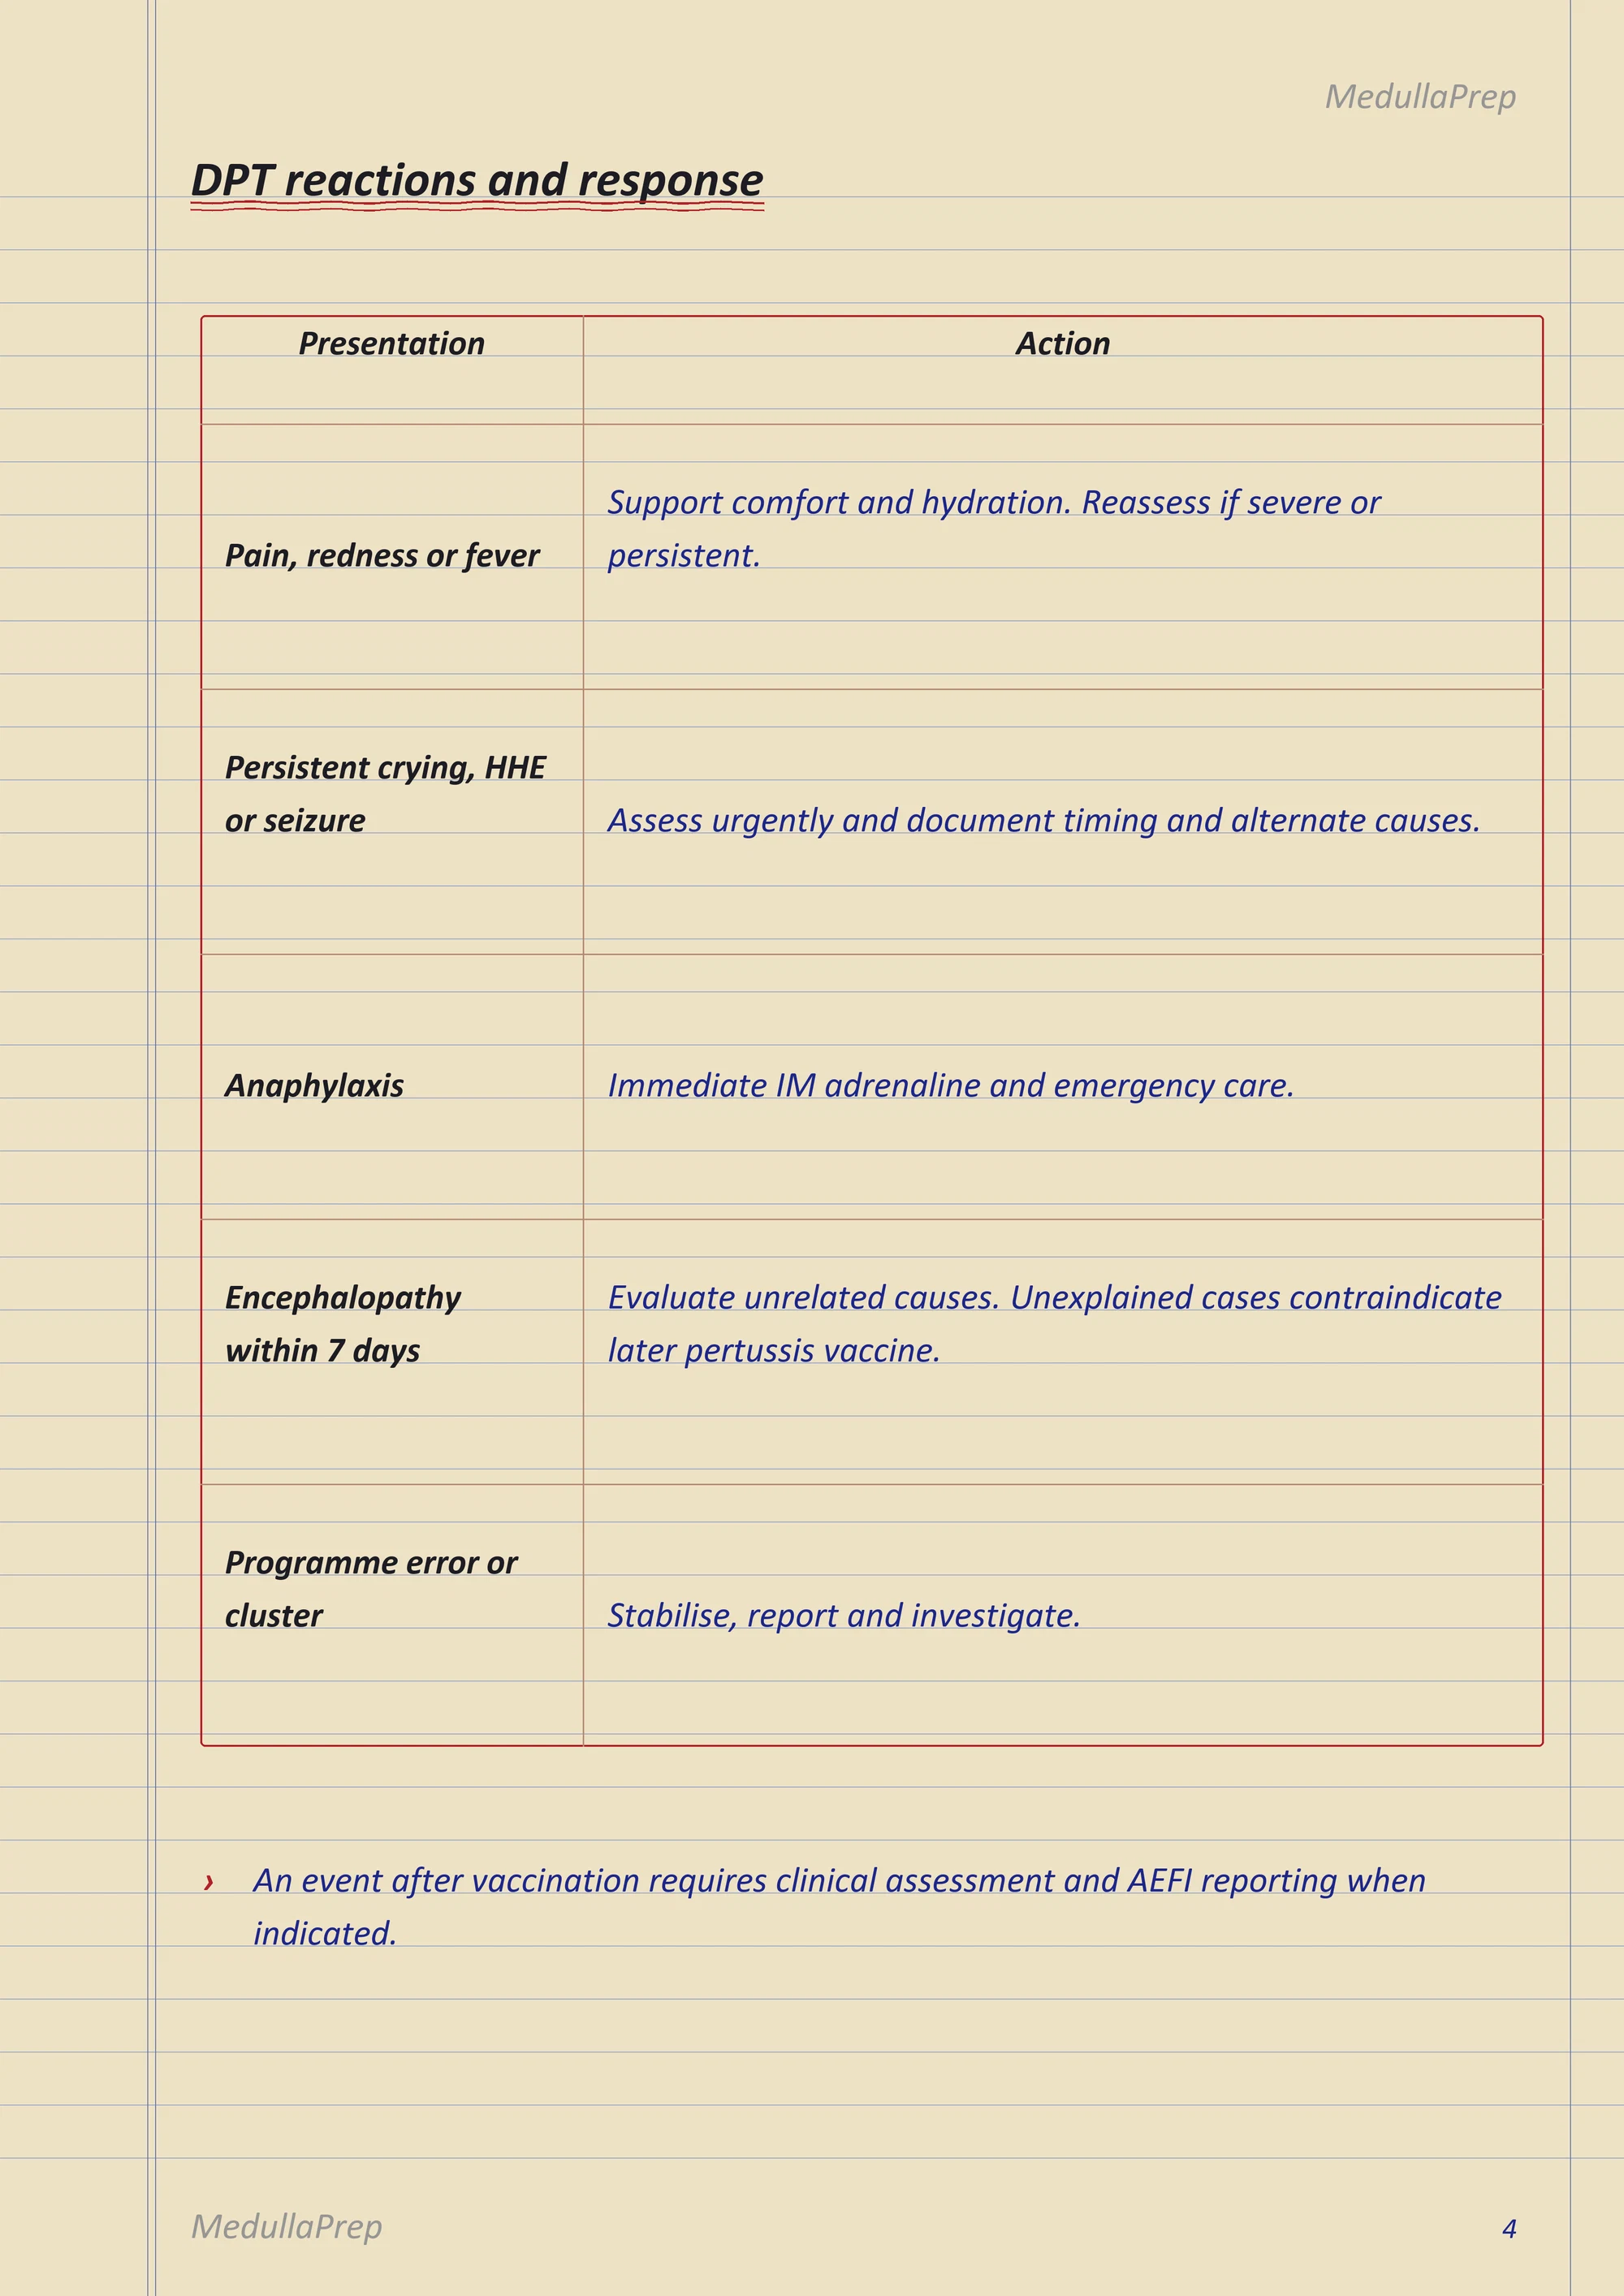 MedullaPrep
DPT reactions and response
Presentation
Action
Pain, redness or fever
Support comfort and hydration. Reassess if severe or
persistent.
Persistent crying, HHE
or seizure
Assess urgently and document timing and alternate causes.
Anaphylaxis
Immediate IM adrenaline and emergency care.
Encephalopathy
within 7 days
Evaluate unrelated causes. Unexplained cases contraindicate
later pertussis vaccine.
Programme error or
cluster
Stabilise, report and investigate.
› An event after vaccination requires clinical assessment and AEFI reporting when
indicated.
MedullaPrep
4